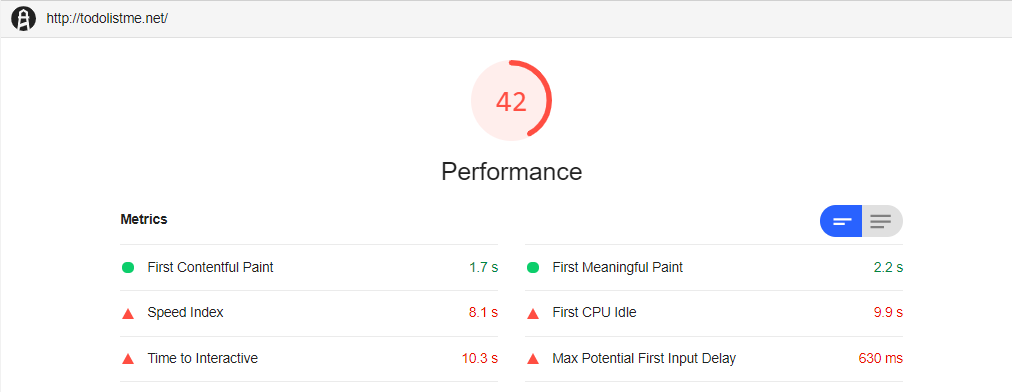 http://todolistme.net/
42
Performance
Metrics
First Contentful Paint 1.7 s
First Meaningful Paint 2.2 s
Speed Index 8.1 s
First CPU Idle 9.9 s
Time to Interactive 10.3 s
Max Potential First Input Delay 630 ms